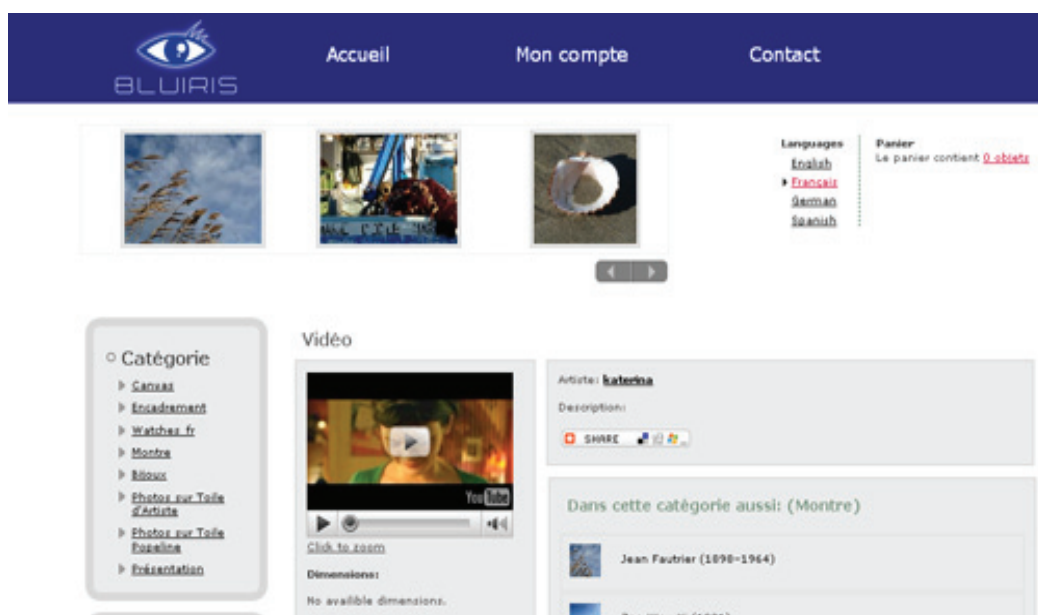 BLUIRIS
Accueil
Mon compte
Contact
Languages
English
Français
German
Spanish
Panier
Le panier contient 0 objets
Catégorie
Canvas
Encadrement
Watches fr
Montre
Bijoux
Photos sur Toile
d'Artiste
Photos sur Toile
Popeline
Présentation
Vidéo
YouTube
Click to zoom
Dimensions:
No availble dimensions.
Artiste: katerina
Description:
SHARE
Dans cette catégorie aussi: (Montre)
Jean Fautrier (1898-1964)